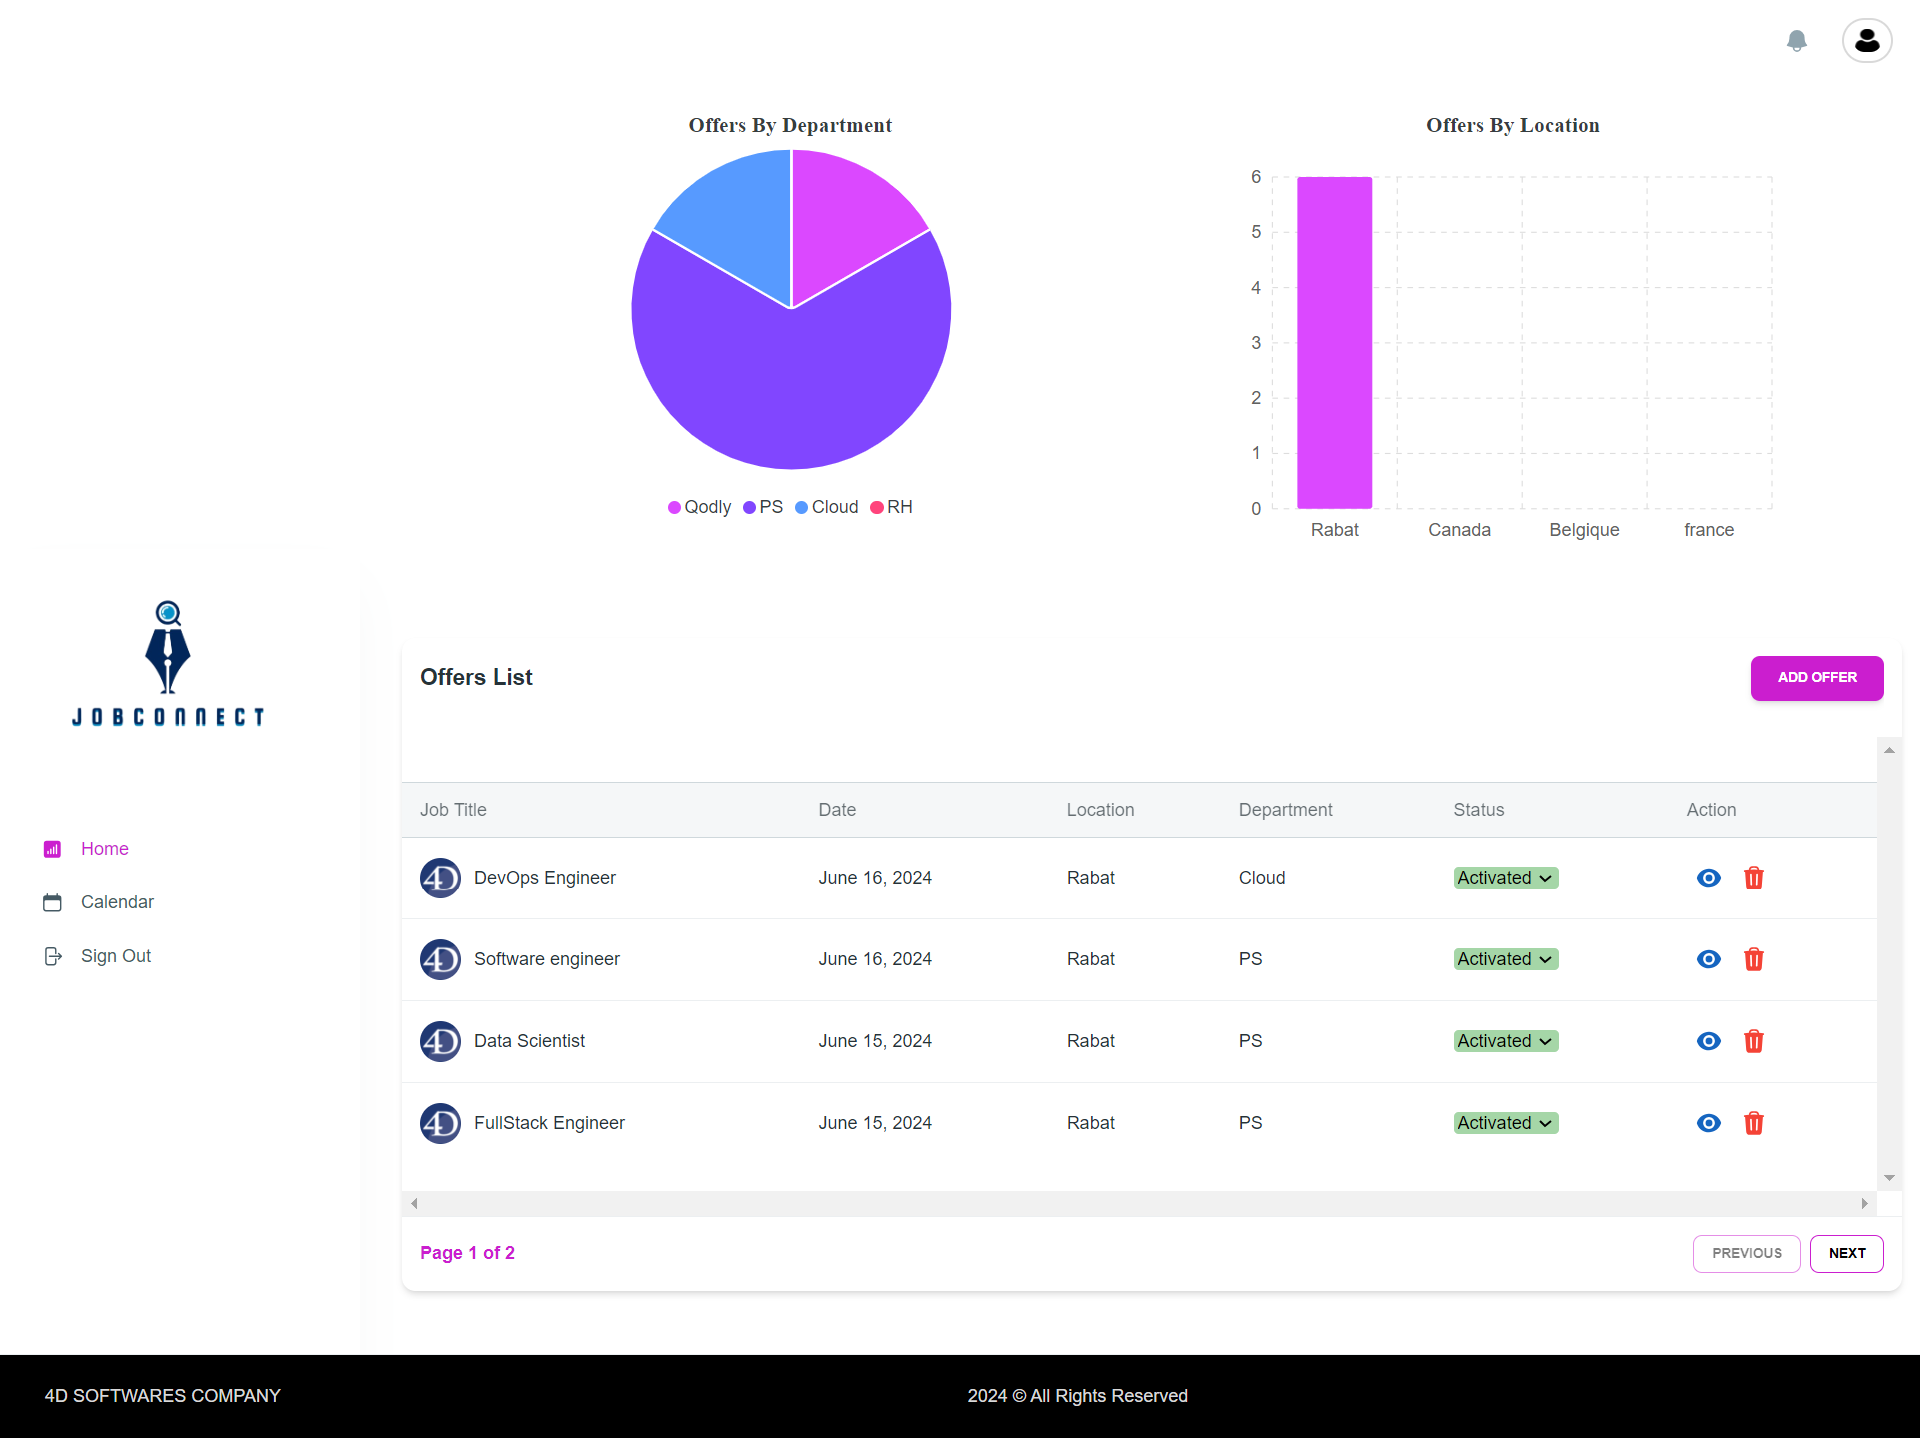 Offers By Department
Offers By Location
6
5
4
3
2
1
0
Rabat Canada Belgique france
Qodly PS Cloud RH
JOBCONNECT
Home
Calendar
Sign Out
Offers List
ADD OFFER
Job Title Date Location Department Status Action
4D DevOps Engineer June 16, 2024 Rabat Cloud Activated
4D Software engineer June 16, 2024 Rabat PS Activated
4D Data Scientist June 15, 2024 Rabat PS Activated
4D FullStack Engineer June 15, 2024 Rabat PS Activated
Page 1 of 2
PREVIOUS NEXT
4D SOFTWARES COMPANY 2024 © All Rights Reserved